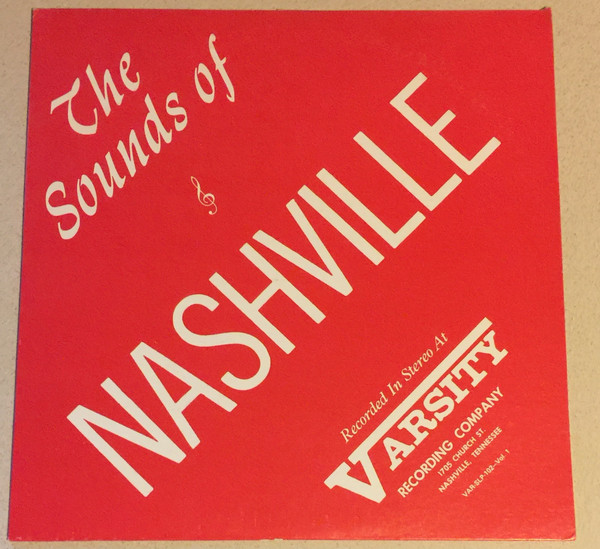 The
Sounds of
NASHVILLE
Recorded In Stereo At
VARSITY
RECORDING COMPANY
1705 CHURCH ST.
NASHVILLE, TENNESSEE
VAR-SLP-102-Vol 1